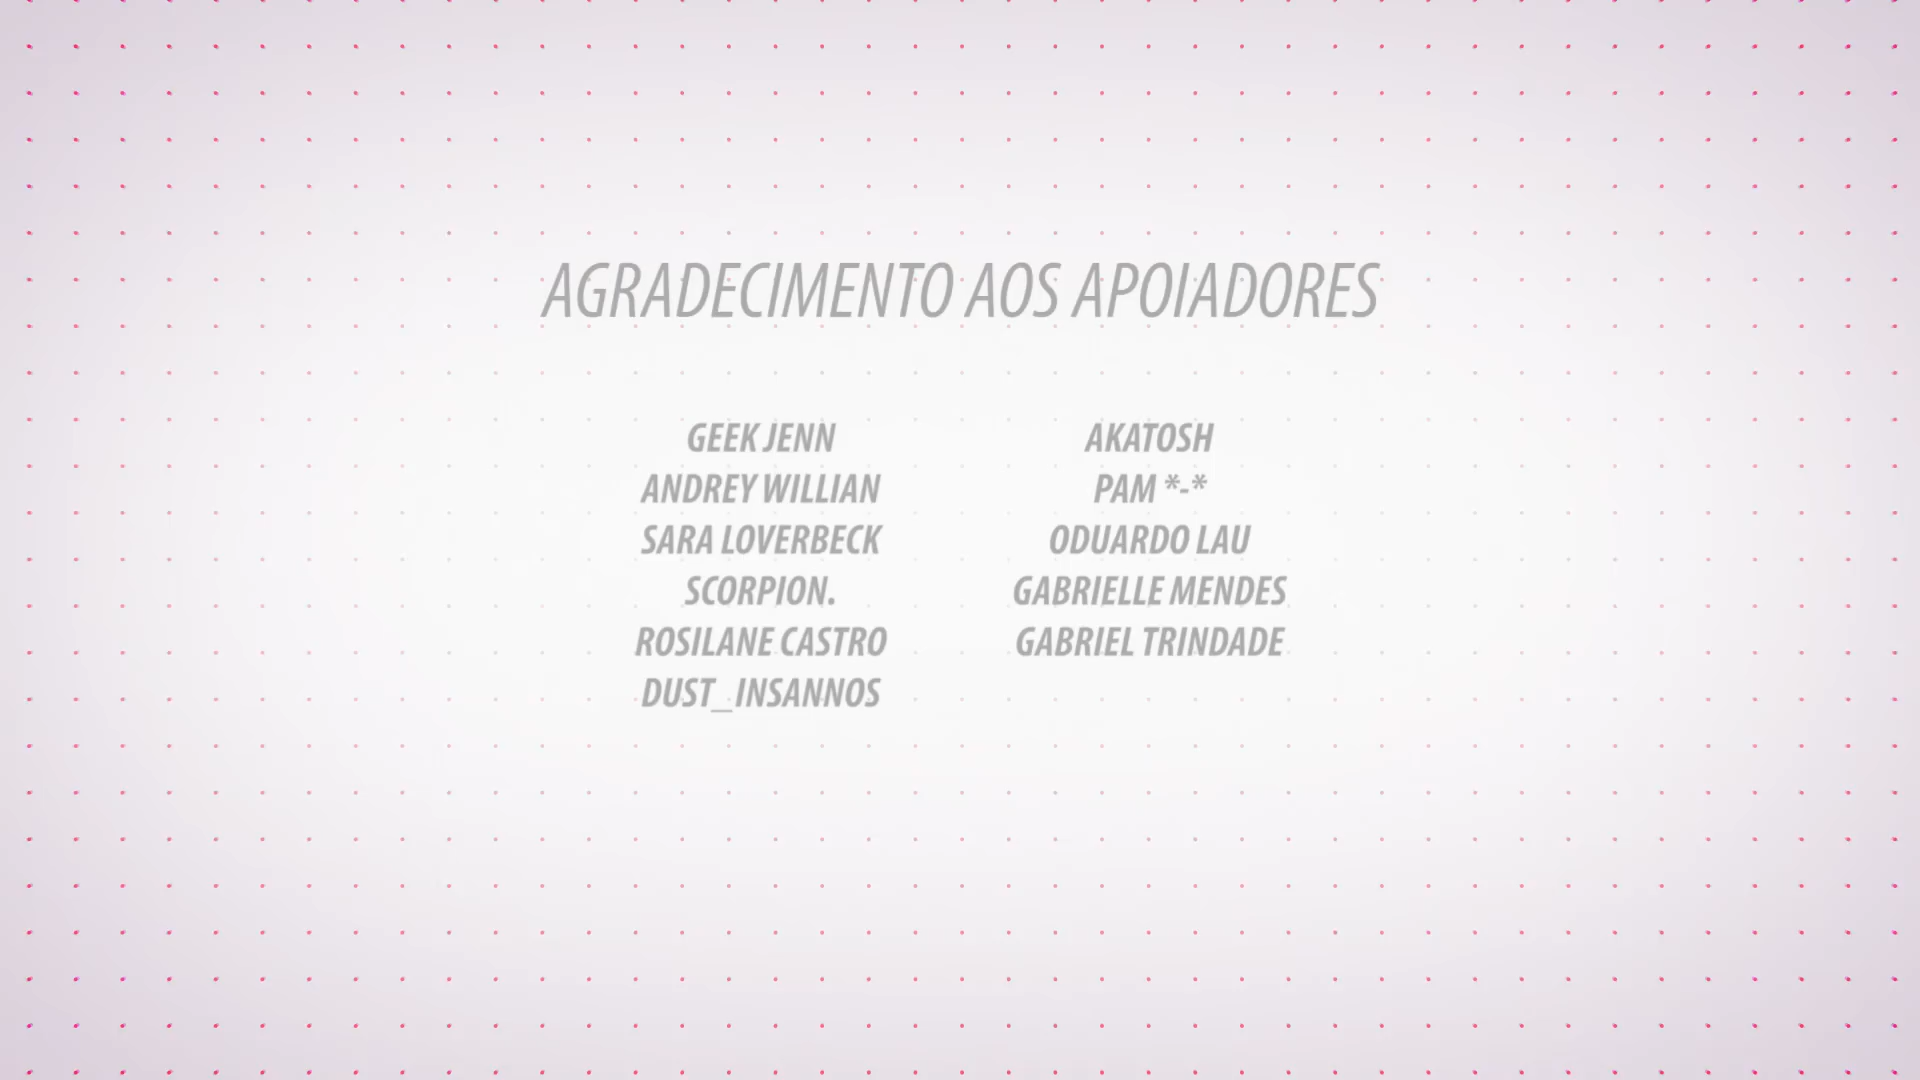 AGRADECIMENTO AOS APOIADORES
GEEK JENN
ANDREY WILLIAN
SARA LOVERBECK
SCORPION.
ROSILANE CASTRO
DUST_INSANNOS
AKATOSH
PAM *-*
ODUARDO LAU
GABRIELLE MENDES
GABRIEL TRINDADE